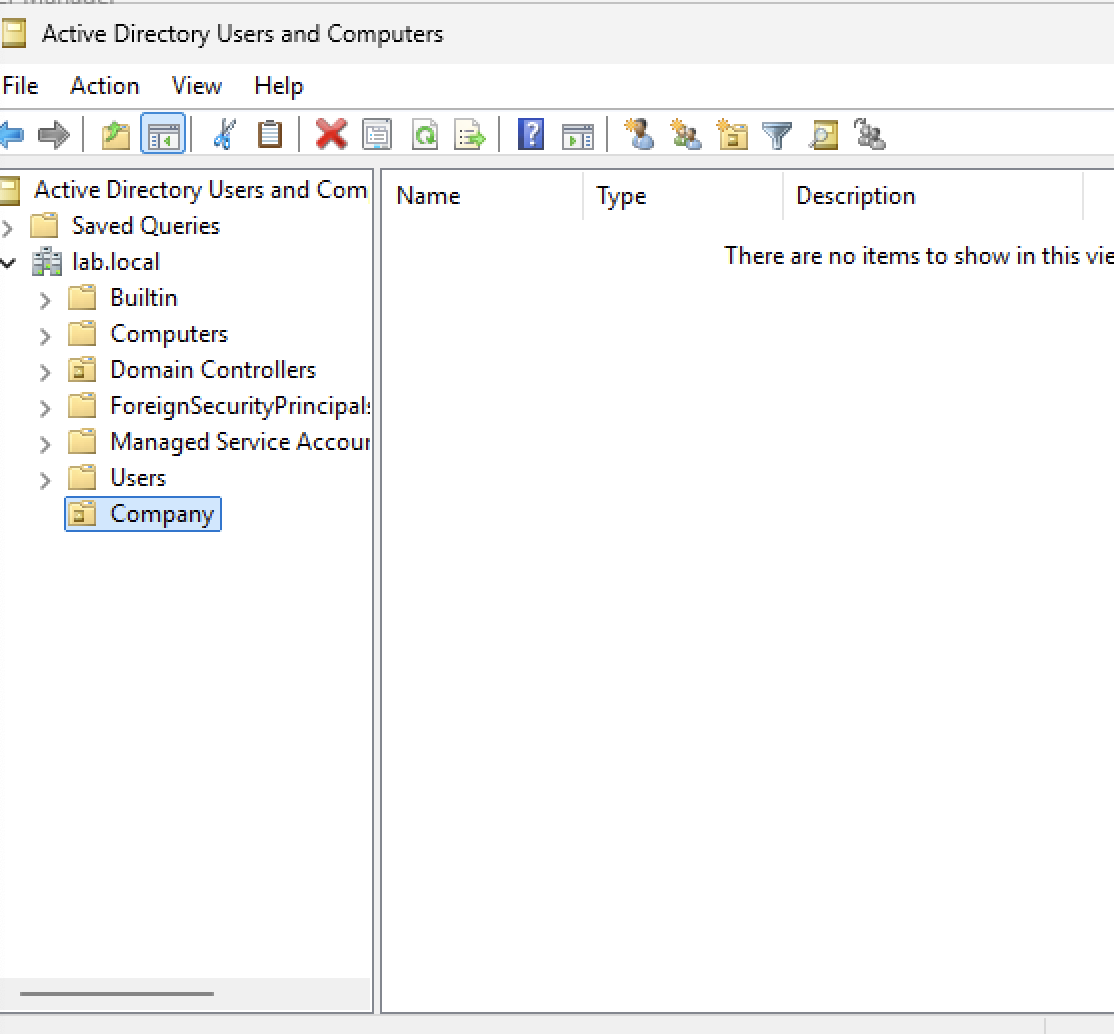 Active Directory Users and Computers
File Action View Help
Active Directory Users and Com
Name Type Description
Saved Queries
There are no items to show in this vie
lab.local
Builtin
Computers
Domain Controllers
ForeignSecurityPrincipals
Managed Service Accoun
Users
Company